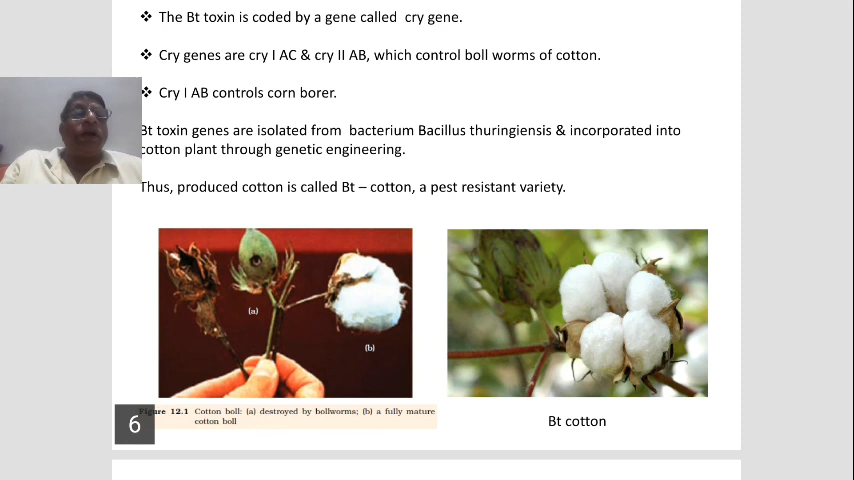 ❖ The Bt toxin is coded by a gene called cry gene.
❖ Cry genes are cry I AC & cry II AB, which control boll worms of cotton.
❖ Cry I AB controls corn borer.
Bt toxin genes are isolated from bacterium Bacillus thuringiensis & incorporated into
cotton plant through genetic engineering.
Thus, produced cotton is called Bt – cotton, a pest resistant variety.
(a)
(b)
Figure 12.1 Cotton boll: (a) destroyed by bollworms; (b) a fully mature
cotton boll
Bt cotton
6